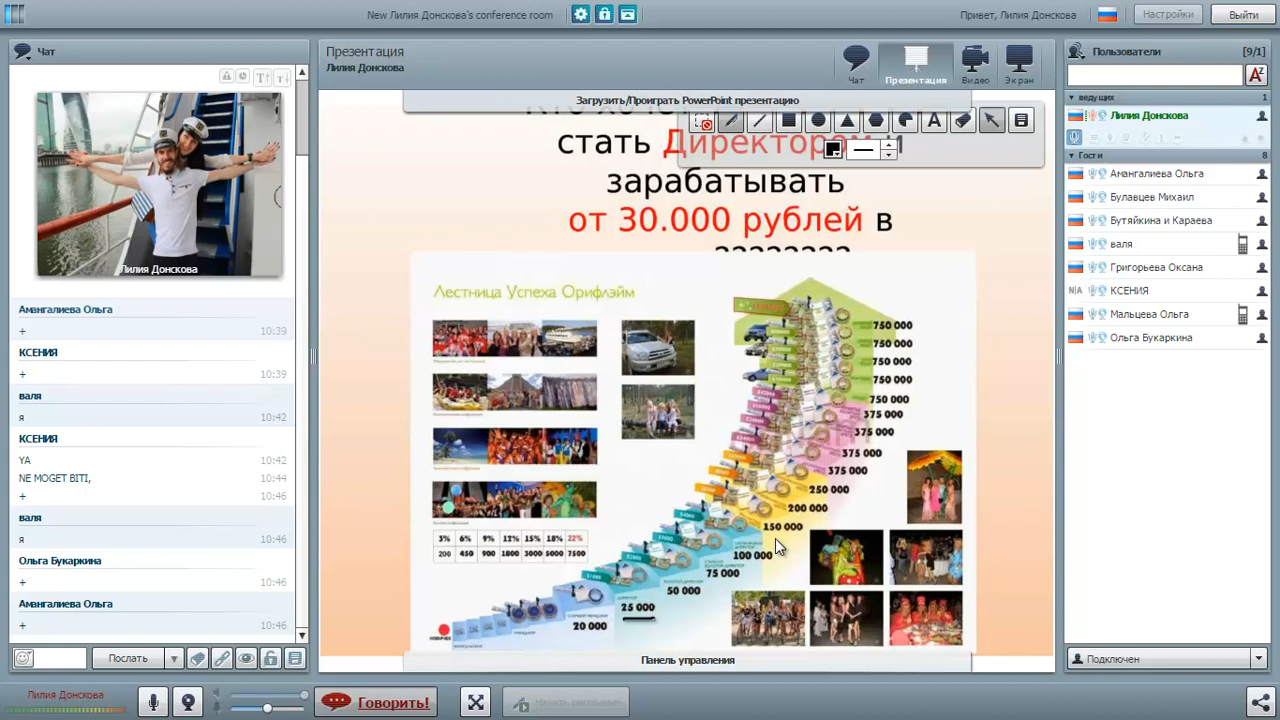 New Лилия Донскова's conference room
Привет, Лилия Донскова
Настройки
Выйти
Чат
Лилия Донскова
Амангалиева Ольга
+ 10:39
КСЕНИЯ
+ 10:39
валя
я 10:42
КСЕНИЯ
YA 10:42
NE MOGET BITI, 10:44
+ 10:46
валя
я 10:46
Ольга Букаркина
+ 10:46
Амангалиева Ольга
+ 10:46
Послать
Презентация
Лилия Донскова
Чат
Презентация
Видео
Экран
Загрузить/Проиграть PowerPoint презентацию
стать Директором и
зарабатывать
от 30.000 рублей в
Лестница Успеха Орифлэйм
750 000
750 000
750 000
750 000
750 000
375 000
375 000
375 000
375 000
250 000
200 000
150 000
100 000
75 000
50 000
25 000
20 000
3% 6% 9% 12% 15% 18% 22%
200 450 900 1800 3000 5000 7500
Панель управления
Пользователи [9/1]
ведущих 1
Лилия Донскова
Гости 8
Амангалиева Ольга
Булавцев Михаил
Бутяйкина и Караева
валя
Григорьева Оксана
N/A КСЕНИЯ
Мальцева Ольга
Ольга Букаркина
Подключен
Лилия Донскова
Говорить!